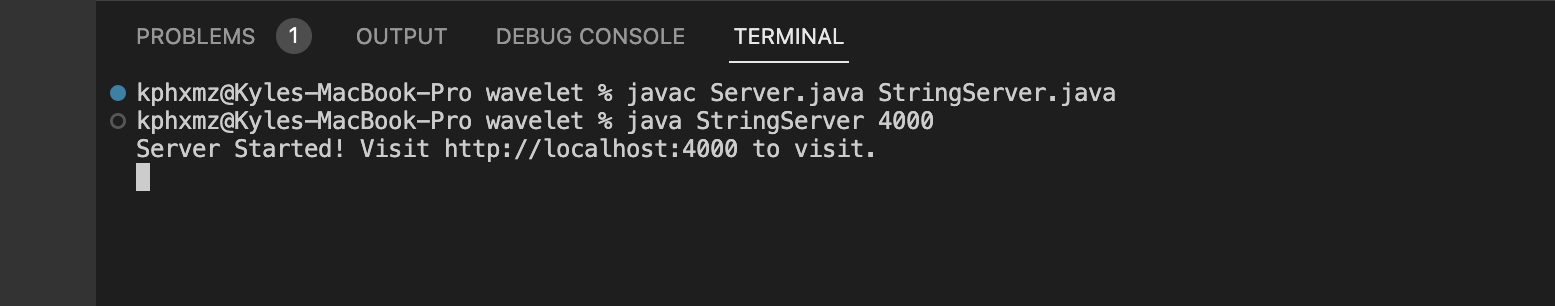 PROBLEMS 1 OUTPUT DEBUG CONSOLE TERMINAL
kphxmz@Kyles-MacBook-Pro wavelet % javac Server.java StringServer.java
kphxmz@Kyles-MacBook-Pro wavelet % java StringServer 4000
Server Started! Visit http://localhost:4000 to visit.